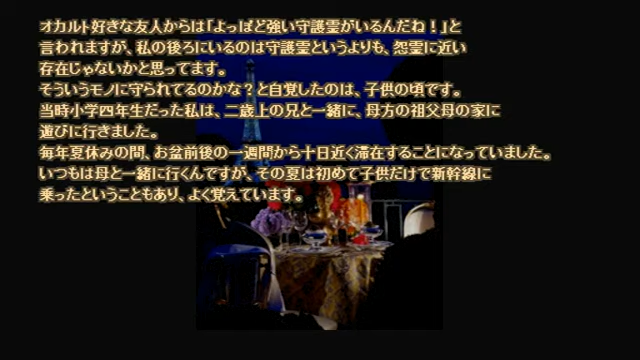 オカルト好きな友人からは「よっぽど強い守護霊がいるんだね！」と
言われますが、私の後ろにいるのは守護霊というよりも、怨霊に近い
存在じゃないかと思ってます。
そういうモノに守られてるのかな？と自覚したのは、子供の頃です。
当時小学四年生だった私は、二歳上の兄と一緒に、母方の祖父母の家に
遊びに行きました。
毎年夏休みの間、お盆前後の一週間から十日近く滞在することになっていました。
いつもは母と一緒に行くんですが、その夏は初めて子供だけで新幹線に
乗ったということもあり、よく覚えています。